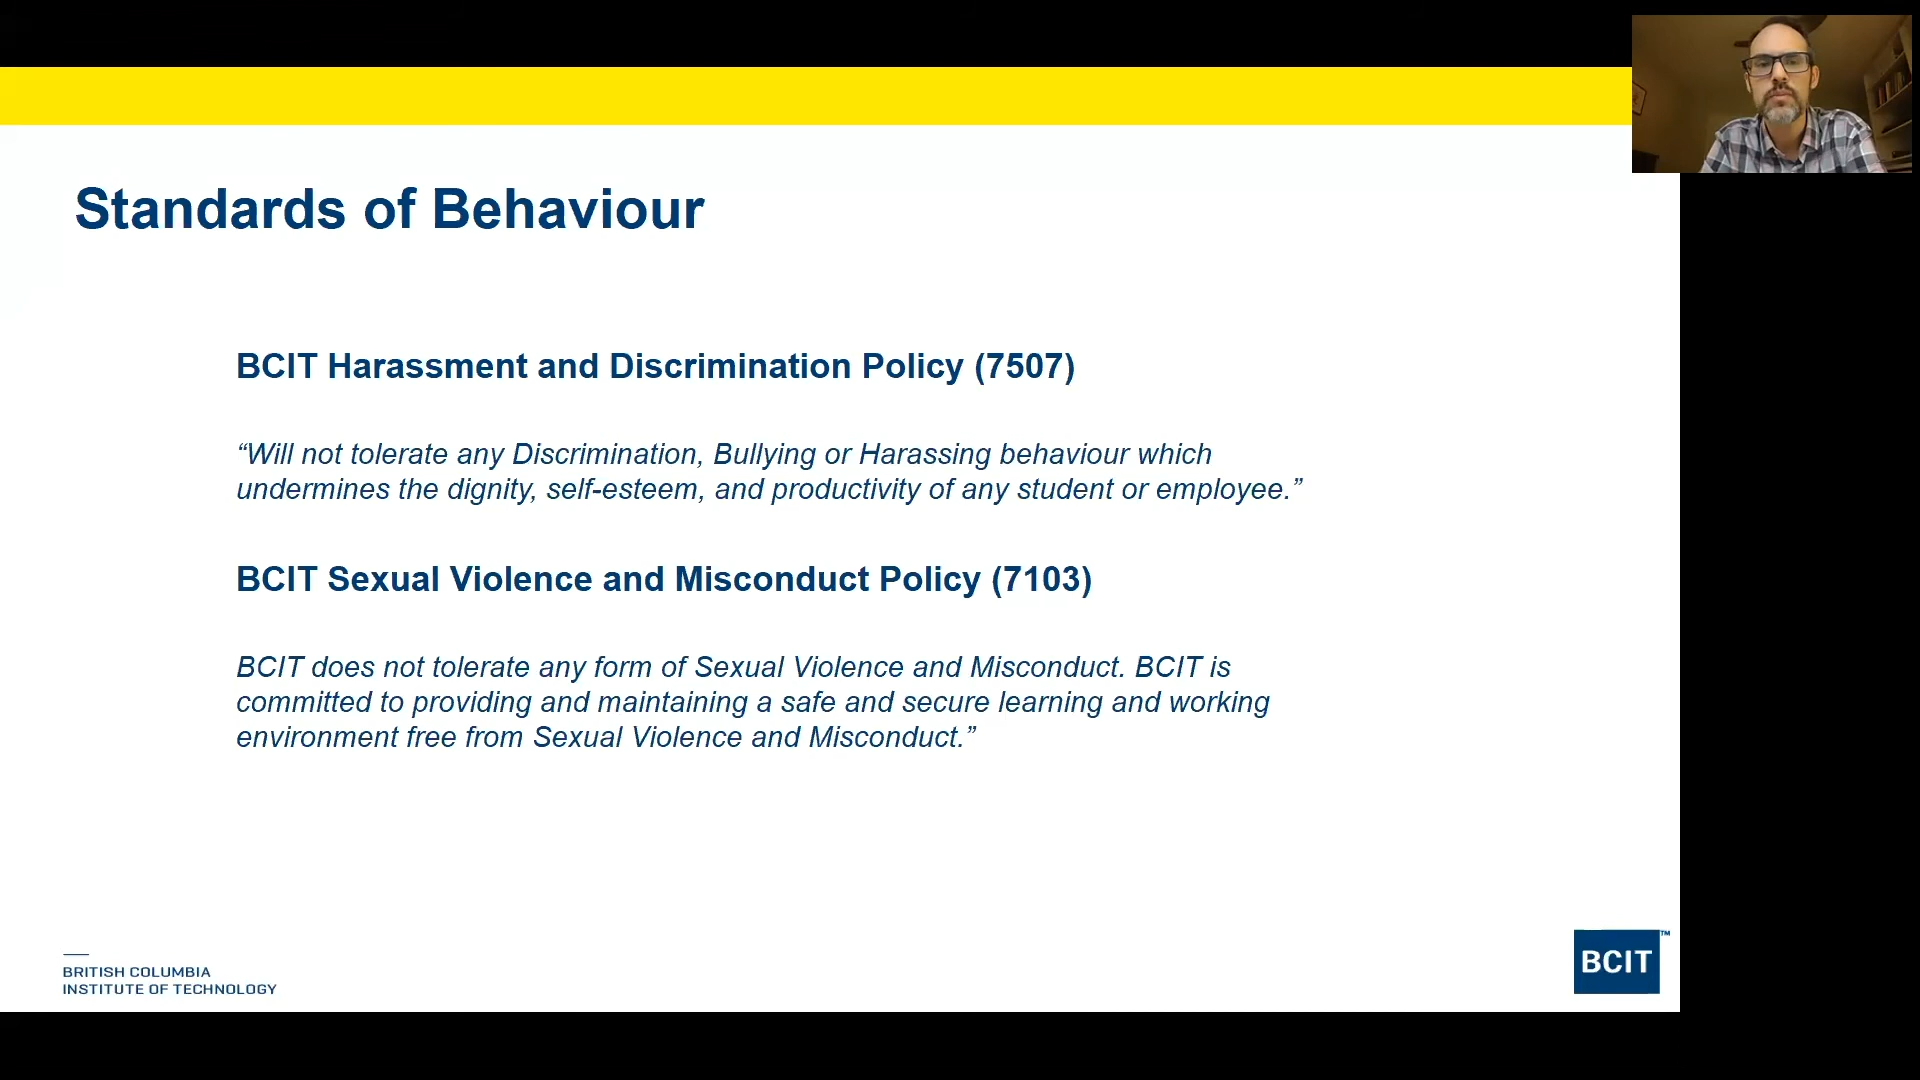 Standards of Behaviour
BCIT Harassment and Discrimination Policy (7507)
“Will not tolerate any Discrimination, Bullying or Harassing behaviour which
undermines the dignity, self-esteem, and productivity of any student or employee.”
BCIT Sexual Violence and Misconduct Policy (7103)
BCIT does not tolerate any form of Sexual Violence and Misconduct. BCIT is
committed to providing and maintaining a safe and secure learning and working
environment free from Sexual Violence and Misconduct.”
BRITISH COLUMBIA
INSTITUTE OF TECHNOLOGY
BCIT™